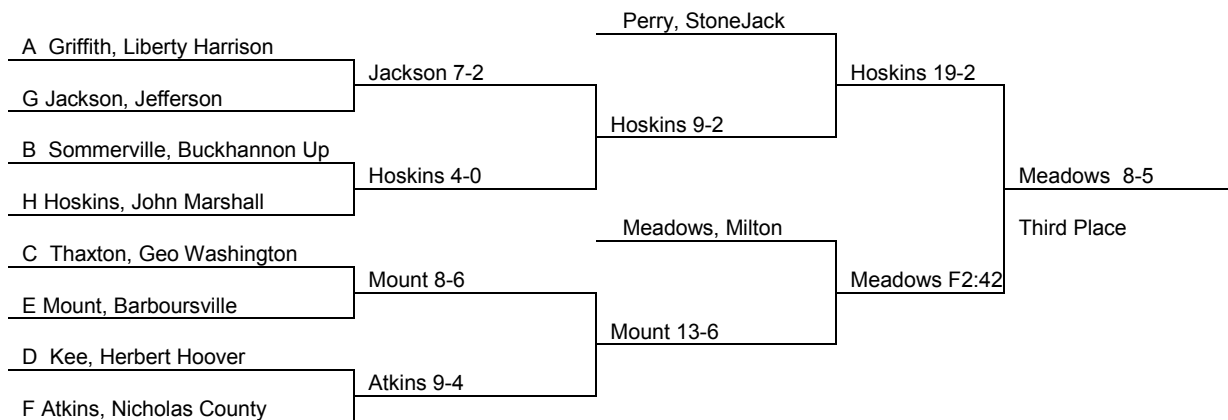 Perry, StoneJack
A  Griffith, Liberty Harrison
Jackson 7-2
Hoskins 19-2
G Jackson, Jefferson
Hoskins 9-2
B  Sommerville, Buckhannon Up
Hoskins 4-0
Meadows  8-5
H Hoskins, John Marshall
Meadows, Milton
Third Place
C  Thaxton, Geo Washington
Mount 8-6
Meadows F2:42
E Mount, Barboursville
Mount 13-6
D  Kee, Herbert Hoover
Atkins 9-4
F Atkins, Nicholas County